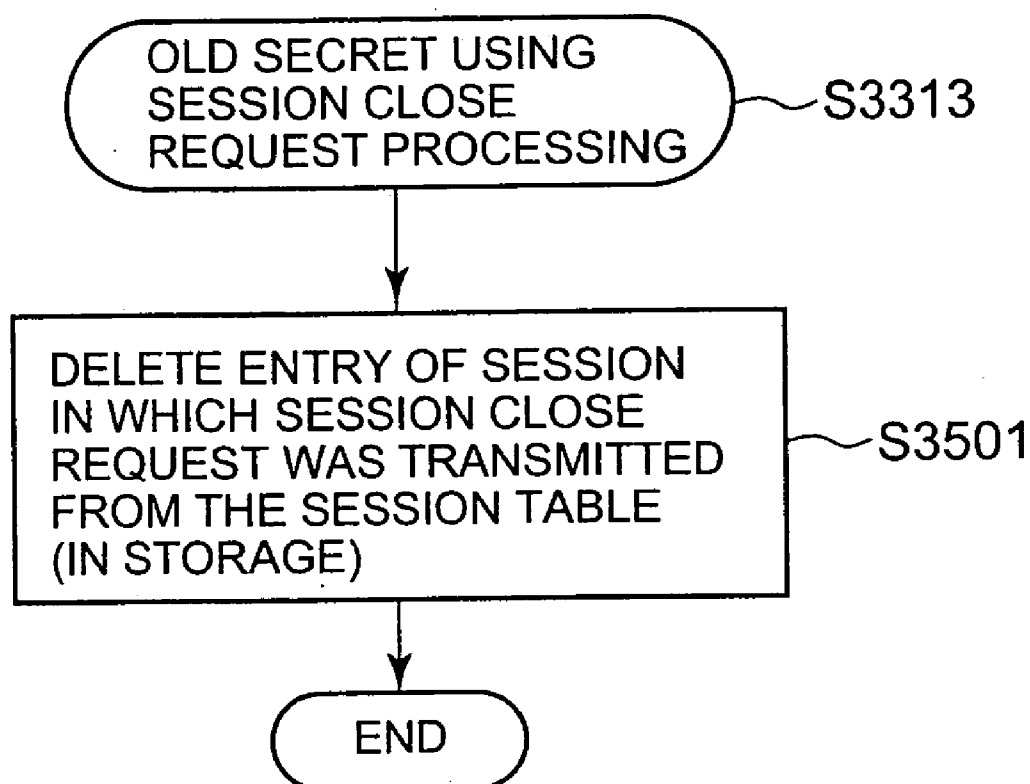 OLD SECRET USING
SESSION CLOSE
REQUEST PROCESSING
S3313
DELETE ENTRY OF SESSION
IN WHICH SESSION CLOSE
REQUEST WAS TRANSMITTED
FROM THE SESSION TABLE
(IN STORAGE)
S3501
END